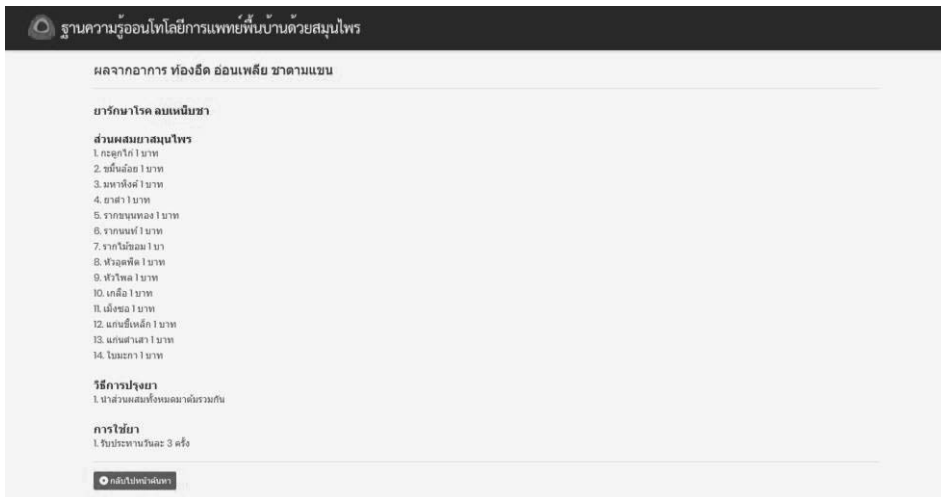 ฐานความรู้ออนโทโลยีการแพทย์พื้นบ้านด้วยสมุนไพร
ผลจากอาการ ท้องอืด อ่อนเพลีย ชาตามแขน
ยารักษาโรค ลมเหน็บชา
ส่วนผสมยาสมุนไพร
1. กะดูกไก่ 1 บาท
2. ขมิ้นอ้อย 1 บาท
3. มหาหิงค์ 1 บาท
4. ยาดำ 1 บาท
5. รากขนุนทอง 1 บาท
6. รากนนท์ 1 บาท
7. รากไม้ขอม 1 บา
8. หัวอุตพิด 1 บาท
9. หัวไพล 1 บาท
10. เกลือ 1 บาท
11. เม็งซอ 1 บาท
12. แก่นขี้เหล็ก 1 บาท
13. แก่นสำเสา 1 บาท
14. ใบมะกา 1 บาท
วิธีการปรุงยา
1. นำส่วนผสมทั้งหมดมาต้มรวมกัน
การใช้ยา
1. รับประทานวันละ 3 ครั้ง
กลับไปหน้าค้นหา